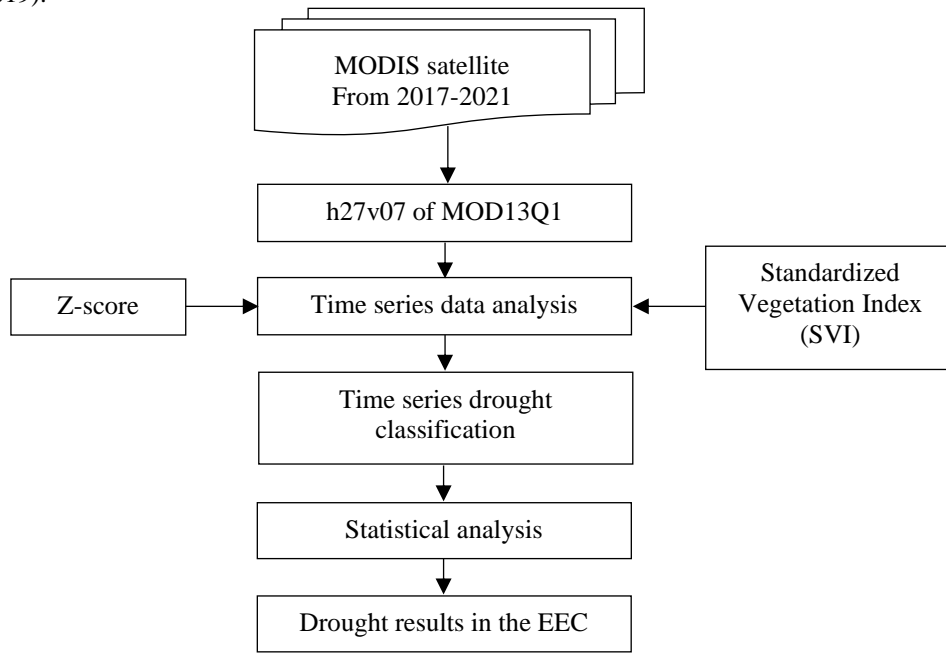 MODIS satellite
From 2017-2021
h27v07 of MOD13Q1
Z-score
Time series data analysis
Standardized
Vegetation Index
(SVI)
Time series drought
classification
Statistical analysis
Drought results in the EEC